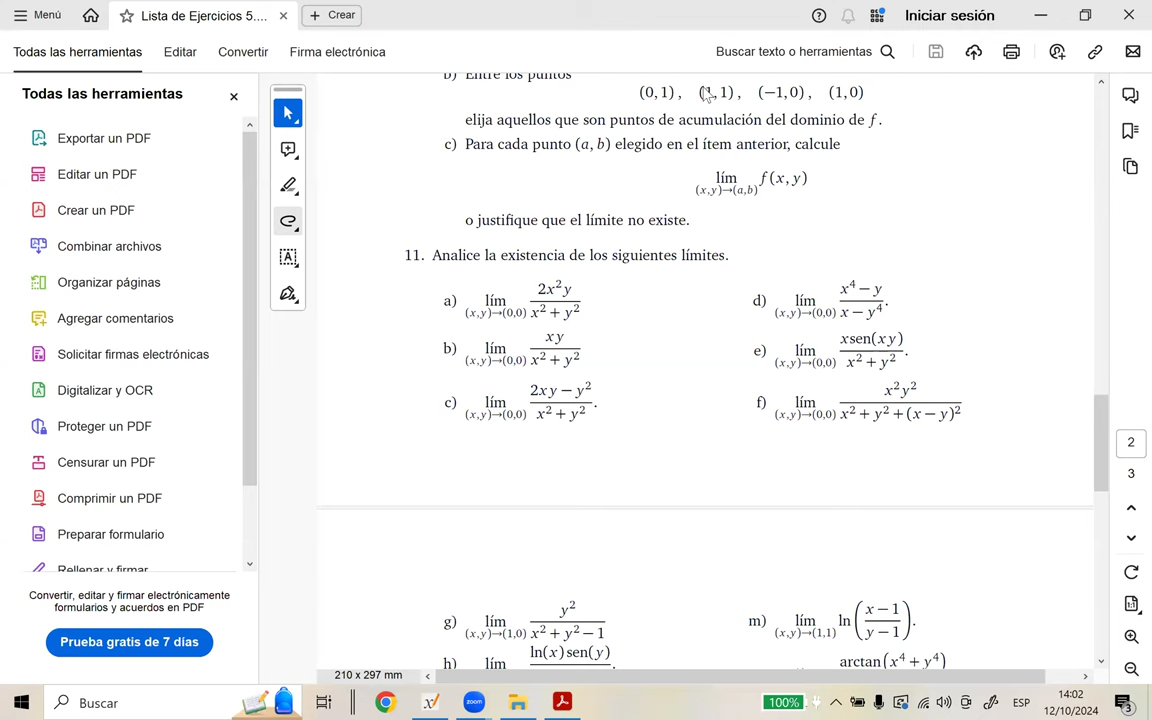 Menú
Lista de Ejercicios 5....
Crear
Iniciar sesión
Todas las herramientas
Editar
Convertir
Firma electrónica
Buscar texto o herramientas
Todas las herramientas
Exportar un PDF
Editar un PDF
Crear un PDF
Combinar archivos
Organizar páginas
Agregar comentarios
Solicitar firmas electrónicas
Digitalizar y OCR
Proteger un PDF
Censurar un PDF
Comprimir un PDF
Preparar formulario
Rellenar y firmar
Convertir, editar y firmar electrónicamente
formularios y acuerdos en PDF
Prueba gratis de 7 días
b) Entre los puntos
(0, 1), ( , 1), (−1, 0), (1, 0)
elija aquellos que son puntos de acumulación del dominio de f.
c) Para cada punto (a, b) elegido en el ítem anterior, calcule
lím (x,y)→(a,b) f(x, y)
o justifique que el límite no existe.
11. Analice la existencia de los siguientes límites.
a) lím (x,y)→(0,0) 2x²y / x² + y²
b) lím (x,y)→(0,0) xy / x² + y²
c) lím (x,y)→(0,0) 2xy − y² / x² + y² .
d) lím (x,y)→(0,0) x⁴ − y / x − y⁴ .
e) lím (x,y)→(0,0) xsen(xy) / x² + y² .
f) lím (x,y)→(0,0) x²y² / x² + y² + (x − y)²
g) lím (x,y)→(1,0) y² / x² + y² − 1
h) lím ln(x)sen(y) .
m) lím (x,y)→(1,1) ln( x − 1 / y − 1 ).
arctan(x⁴ + y⁴)
210 x 297 mm
2
3
Buscar
100%
ESP
14:02
12/10/2024
3